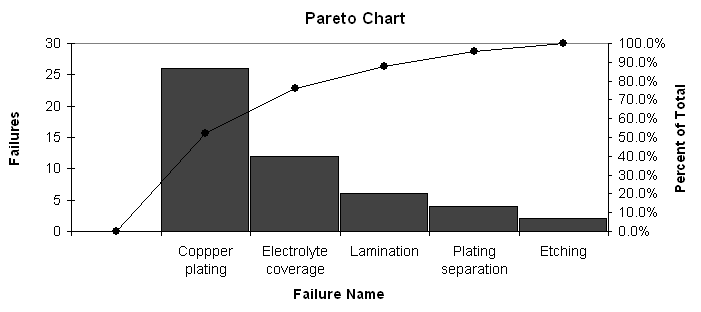 Pareto Chart
30
25
20
15
10
5
0
Failures
100.0%
90.0%
80.0%
70.0%
60.0%
50.0%
40.0%
30.0%
20.0%
10.0%
0.0%
Percent of Total
Coppper
plating
Electrolyte
coverage
Lamination
Plating
separation
Etching
Failure Name